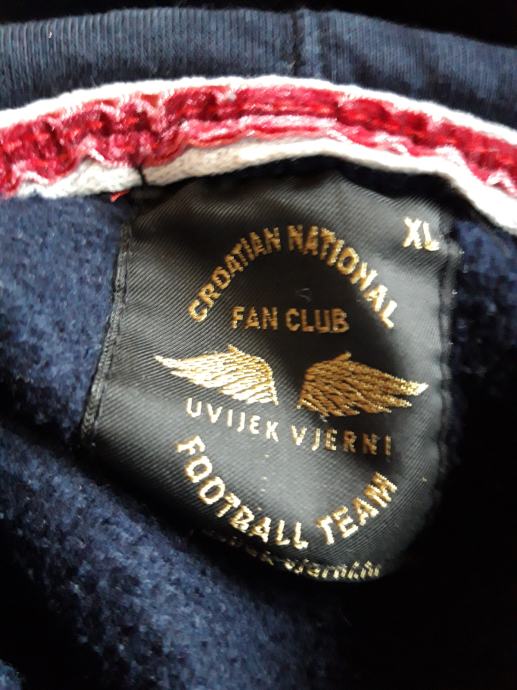 XL
CROATIAN NATIONAL
FAN CLUB
UVIJEK VJERNI
FOOTBALL TEAM